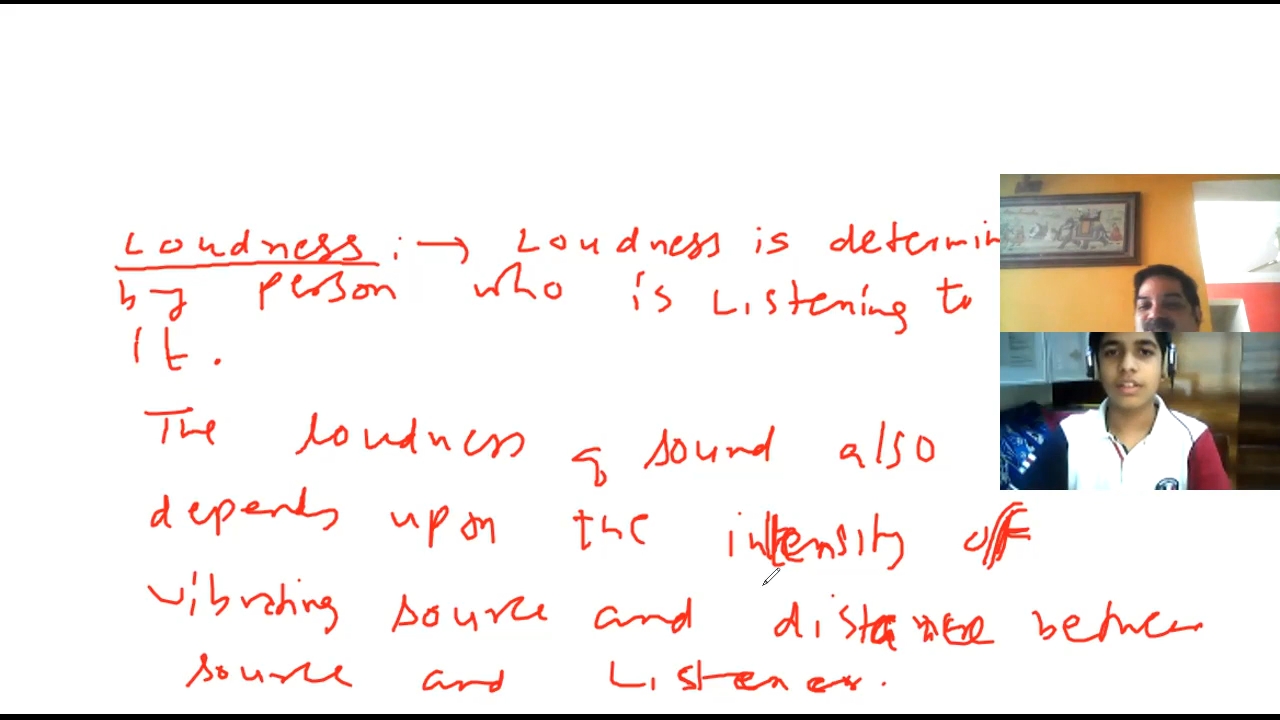 Loudness : → Loudness is determin
by person who is Listening to
it.
The loudness of sound also
depends upon the intensity of
vibrating source and distance between
source and Listener.